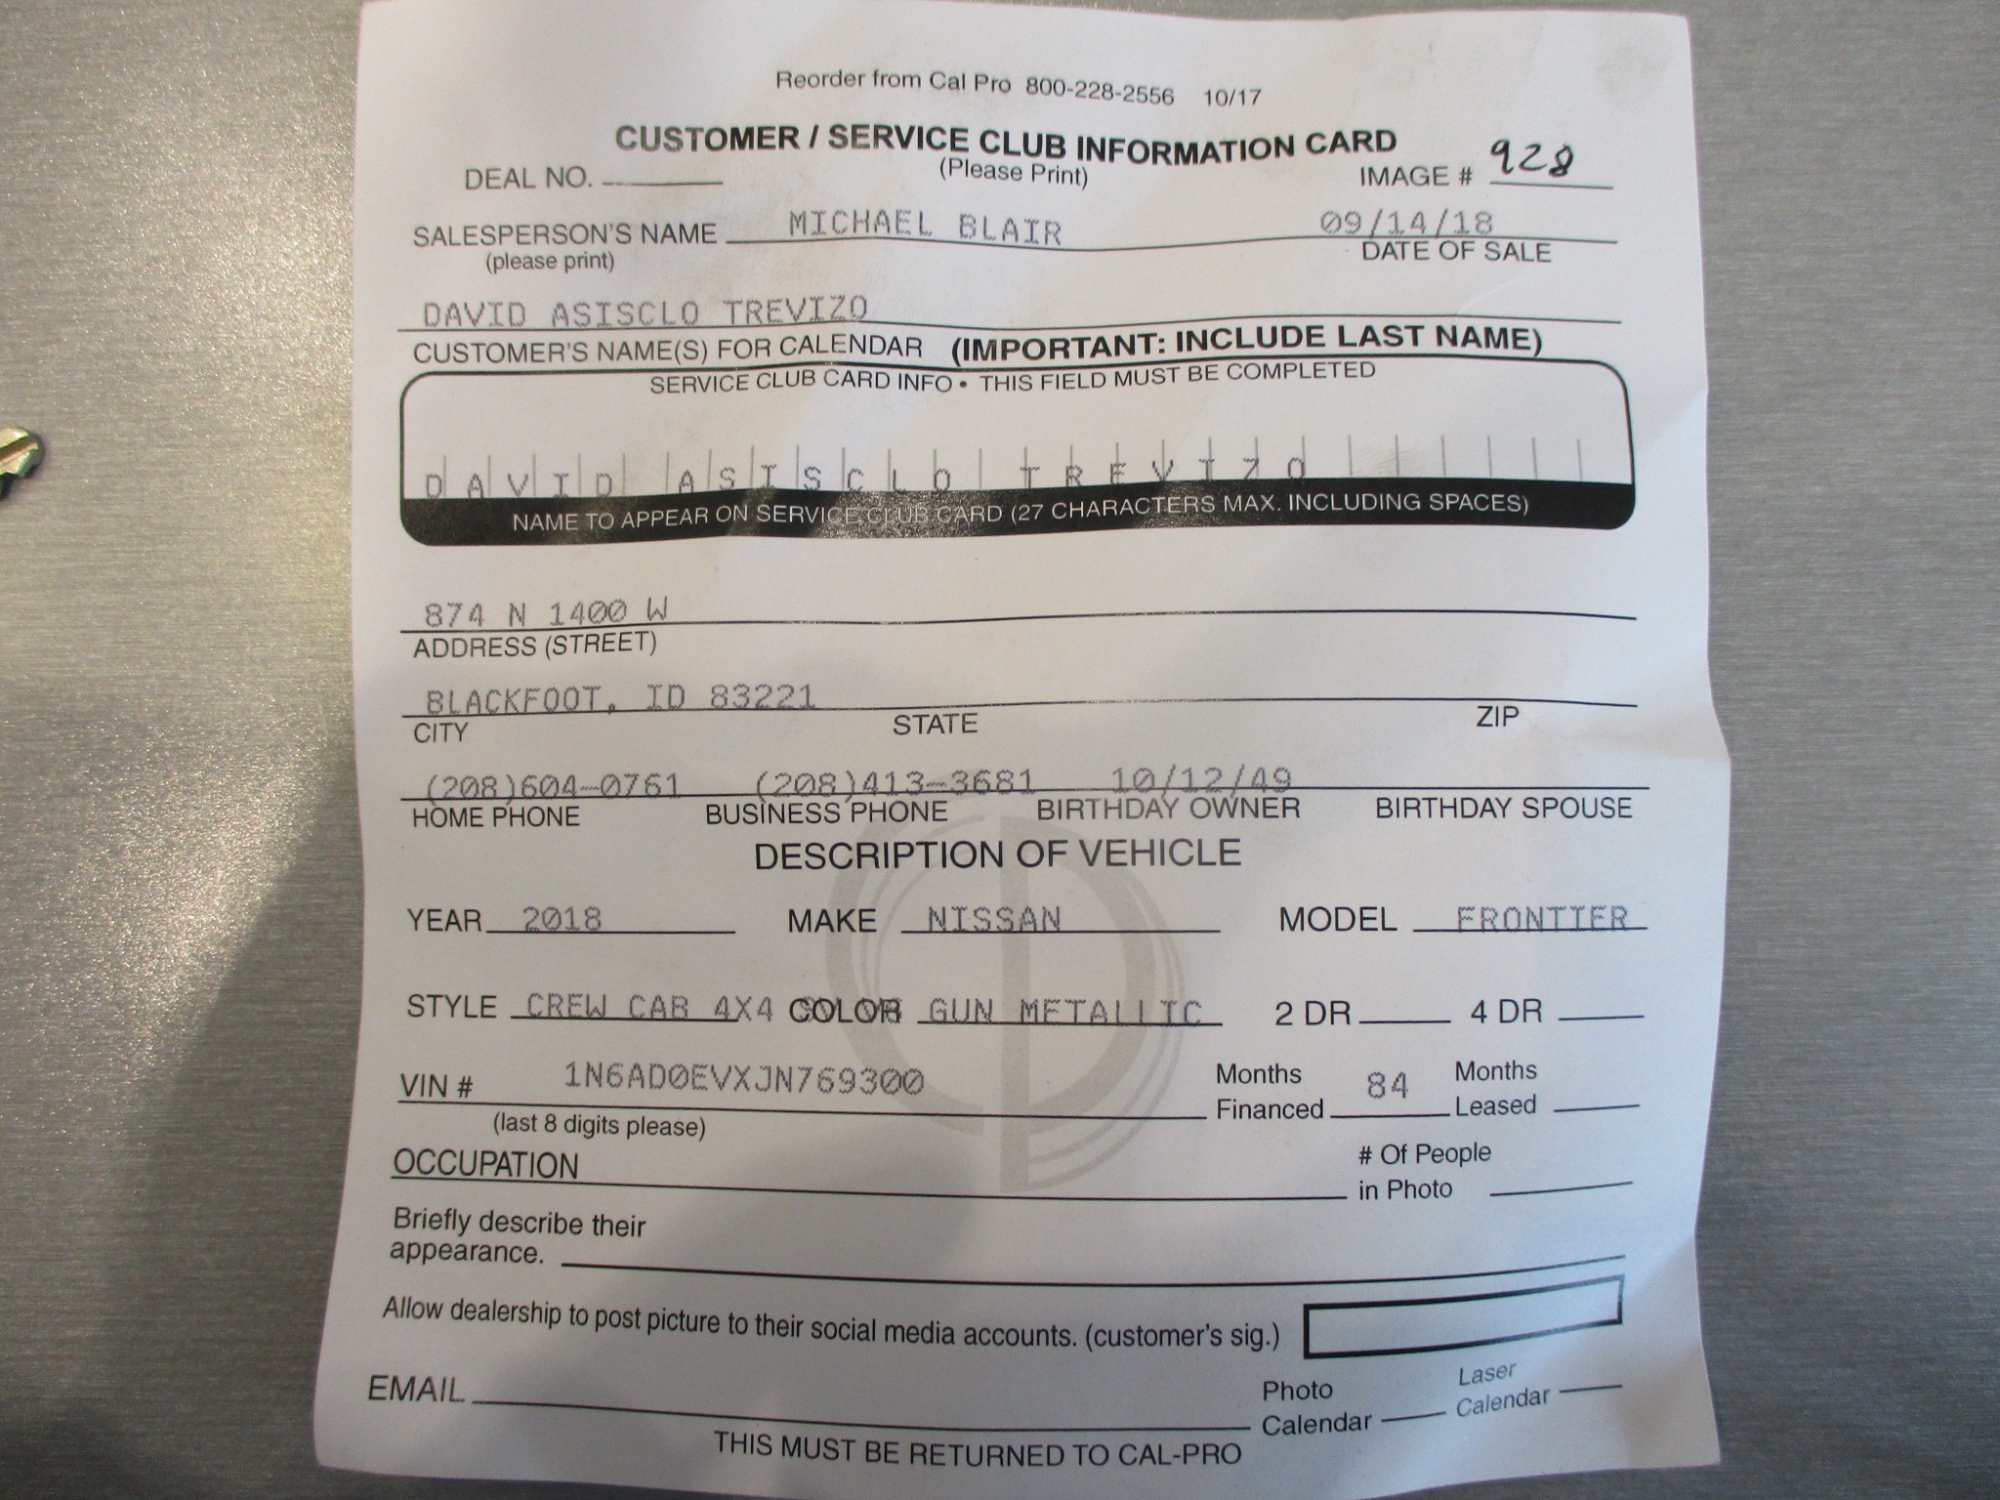 Reorder from Cal Pro 800-228-2556 10/17
CUSTOMER / SERVICE CLUB INFORMATION CARD
DEAL NO. (Please Print) IMAGE # 928
SALESPERSON'S NAME MICHAEL BLAIR 09/14/18
(please print) DATE OF SALE
DAVID ASISCLO TREVIZO
CUSTOMER'S NAME(S) FOR CALENDAR (IMPORTANT: INCLUDE LAST NAME)
SERVICE CLUB CARD INFO • THIS FIELD MUST BE COMPLETED
DAVID ASISCLO TREVIZO
NAME TO APPEAR ON SERVICE CLUB CARD (27 CHARACTERS MAX. INCLUDING SPACES)
874 N 1400 W
ADDRESS (STREET)
BLACKFOOT, ID 83221
CITY STATE ZIP
(208)604-0761 (208)413-3681 10/12/49
HOME PHONE BUSINESS PHONE BIRTHDAY OWNER BIRTHDAY SPOUSE
DESCRIPTION OF VEHICLE
YEAR 2018 MAKE NISSAN MODEL FRONTIER
STYLE CREW CAB 4X4 COLOR GUN METALLIC 2 DR 4 DR
VIN # 1N6AD0EVXJN769300 Months Financed 84 Months Leased
(last 8 digits please)
OCCUPATION # Of People in Photo
Briefly describe their
appearance.
Allow dealership to post picture to their social media accounts. (customer's sig.)
EMAIL Photo Calendar Laser Calendar
THIS MUST BE RETURNED TO CAL-PRO